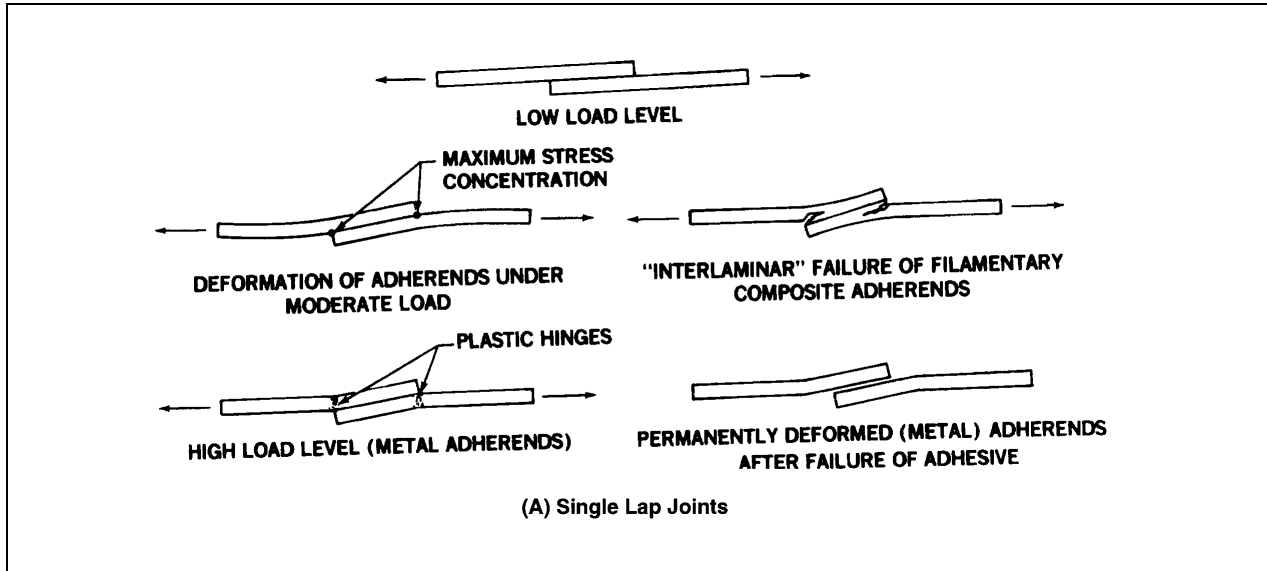 LOW LOAD LEVEL
MAXIMUM STRESS
CONCENTRATION
DEFORMATION OF ADHERENDS UNDER
MODERATE LOAD
"INTERLAMINAR" FAILURE OF FILAMENTARY
COMPOSITE ADHERENDS
PLASTIC HINGES
HIGH LOAD LEVEL (METAL ADHERENDS)
PERMANENTLY DEFORMED (METAL) ADHERENDS
AFTER FAILURE OF ADHESIVE
(A) Single Lap Joints